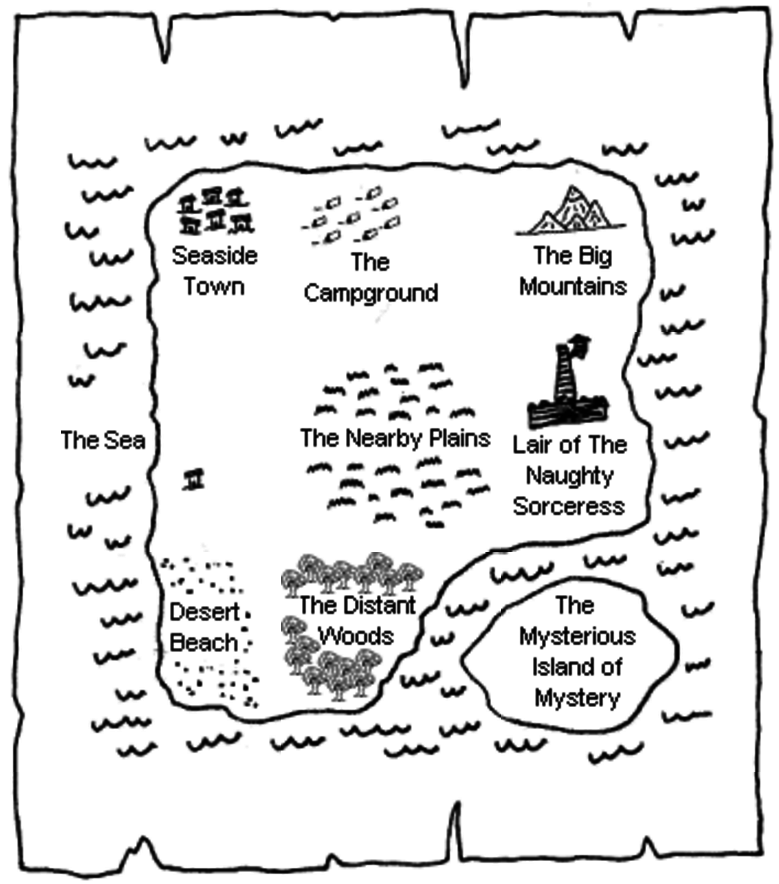 Seaside
Town
The
Campground
The Big
Mountains
The Sea
The Nearby Plains
Lair of The
Naughty
Sorceress
Desert
Beach
The Distant
Woods
The
Mysterious
Island of
Mystery